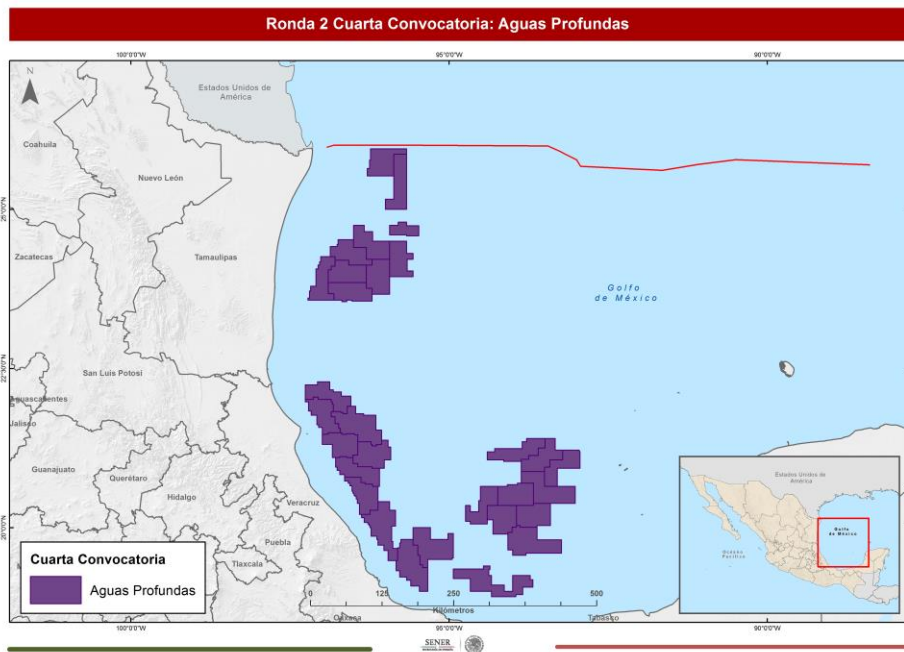 Ronda 2 Cuarta Convocatoria: Aguas Profundas
100°0'0"W
95°0'0"W
90°0'0"W
N
Estados Unidos de
América
Coahuila
Nuevo León
25°0'0"N
Zacatecas
Tamaulipas
Golfo
de México
22°30'0"N
San Luis Potosí
Aguascalientes
Jalisco
Guanajuato
Querétaro
Hidalgo
Veracruz
20°0'0"N
Puebla
Tlaxcala
Cuarta Convocatoria
Aguas Profundas
0
125
250
500
Kilómetros
Oaxaca
Tabasco
100°0'0"W
95°0'0"W
90°0'0"W
Estados Unidos de
América
Golfo
de México
Océano
Pacífico
SENER